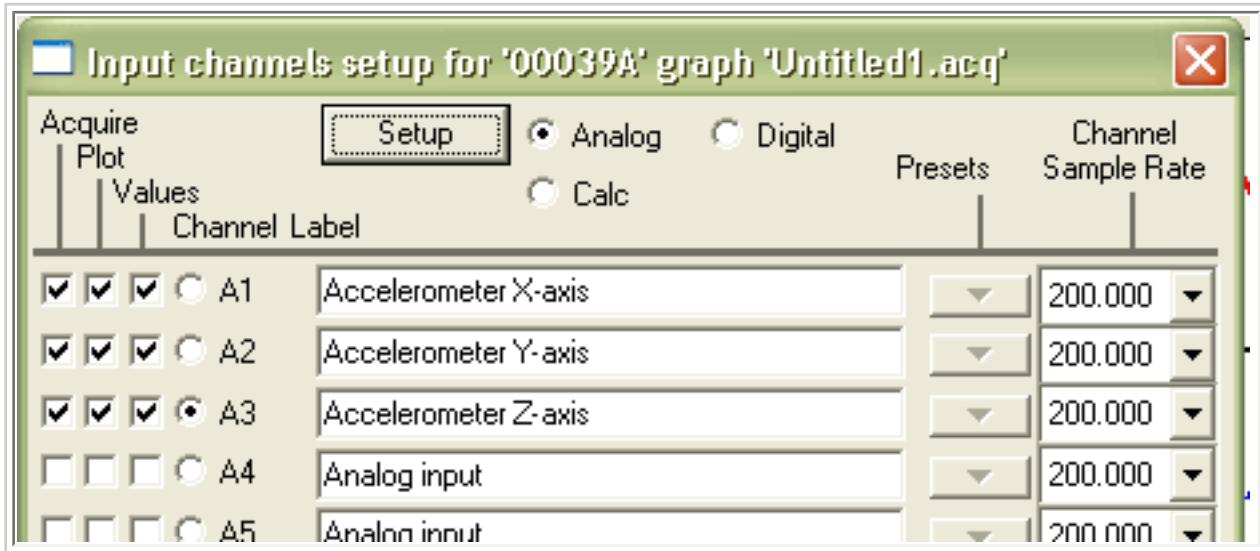 Input channels setup for '00039A' graph 'Untitled1.acq'
Acquire
Plot
Values
Channel Label
Setup
Analog
Digital
Calc
Presets
Channel
Sample Rate
A1 Accelerometer X-axis 200.000
A2 Accelerometer Y-axis 200.000
A3 Accelerometer Z-axis 200.000
A4 Analog input 200.000
A5 Analog input 200.000